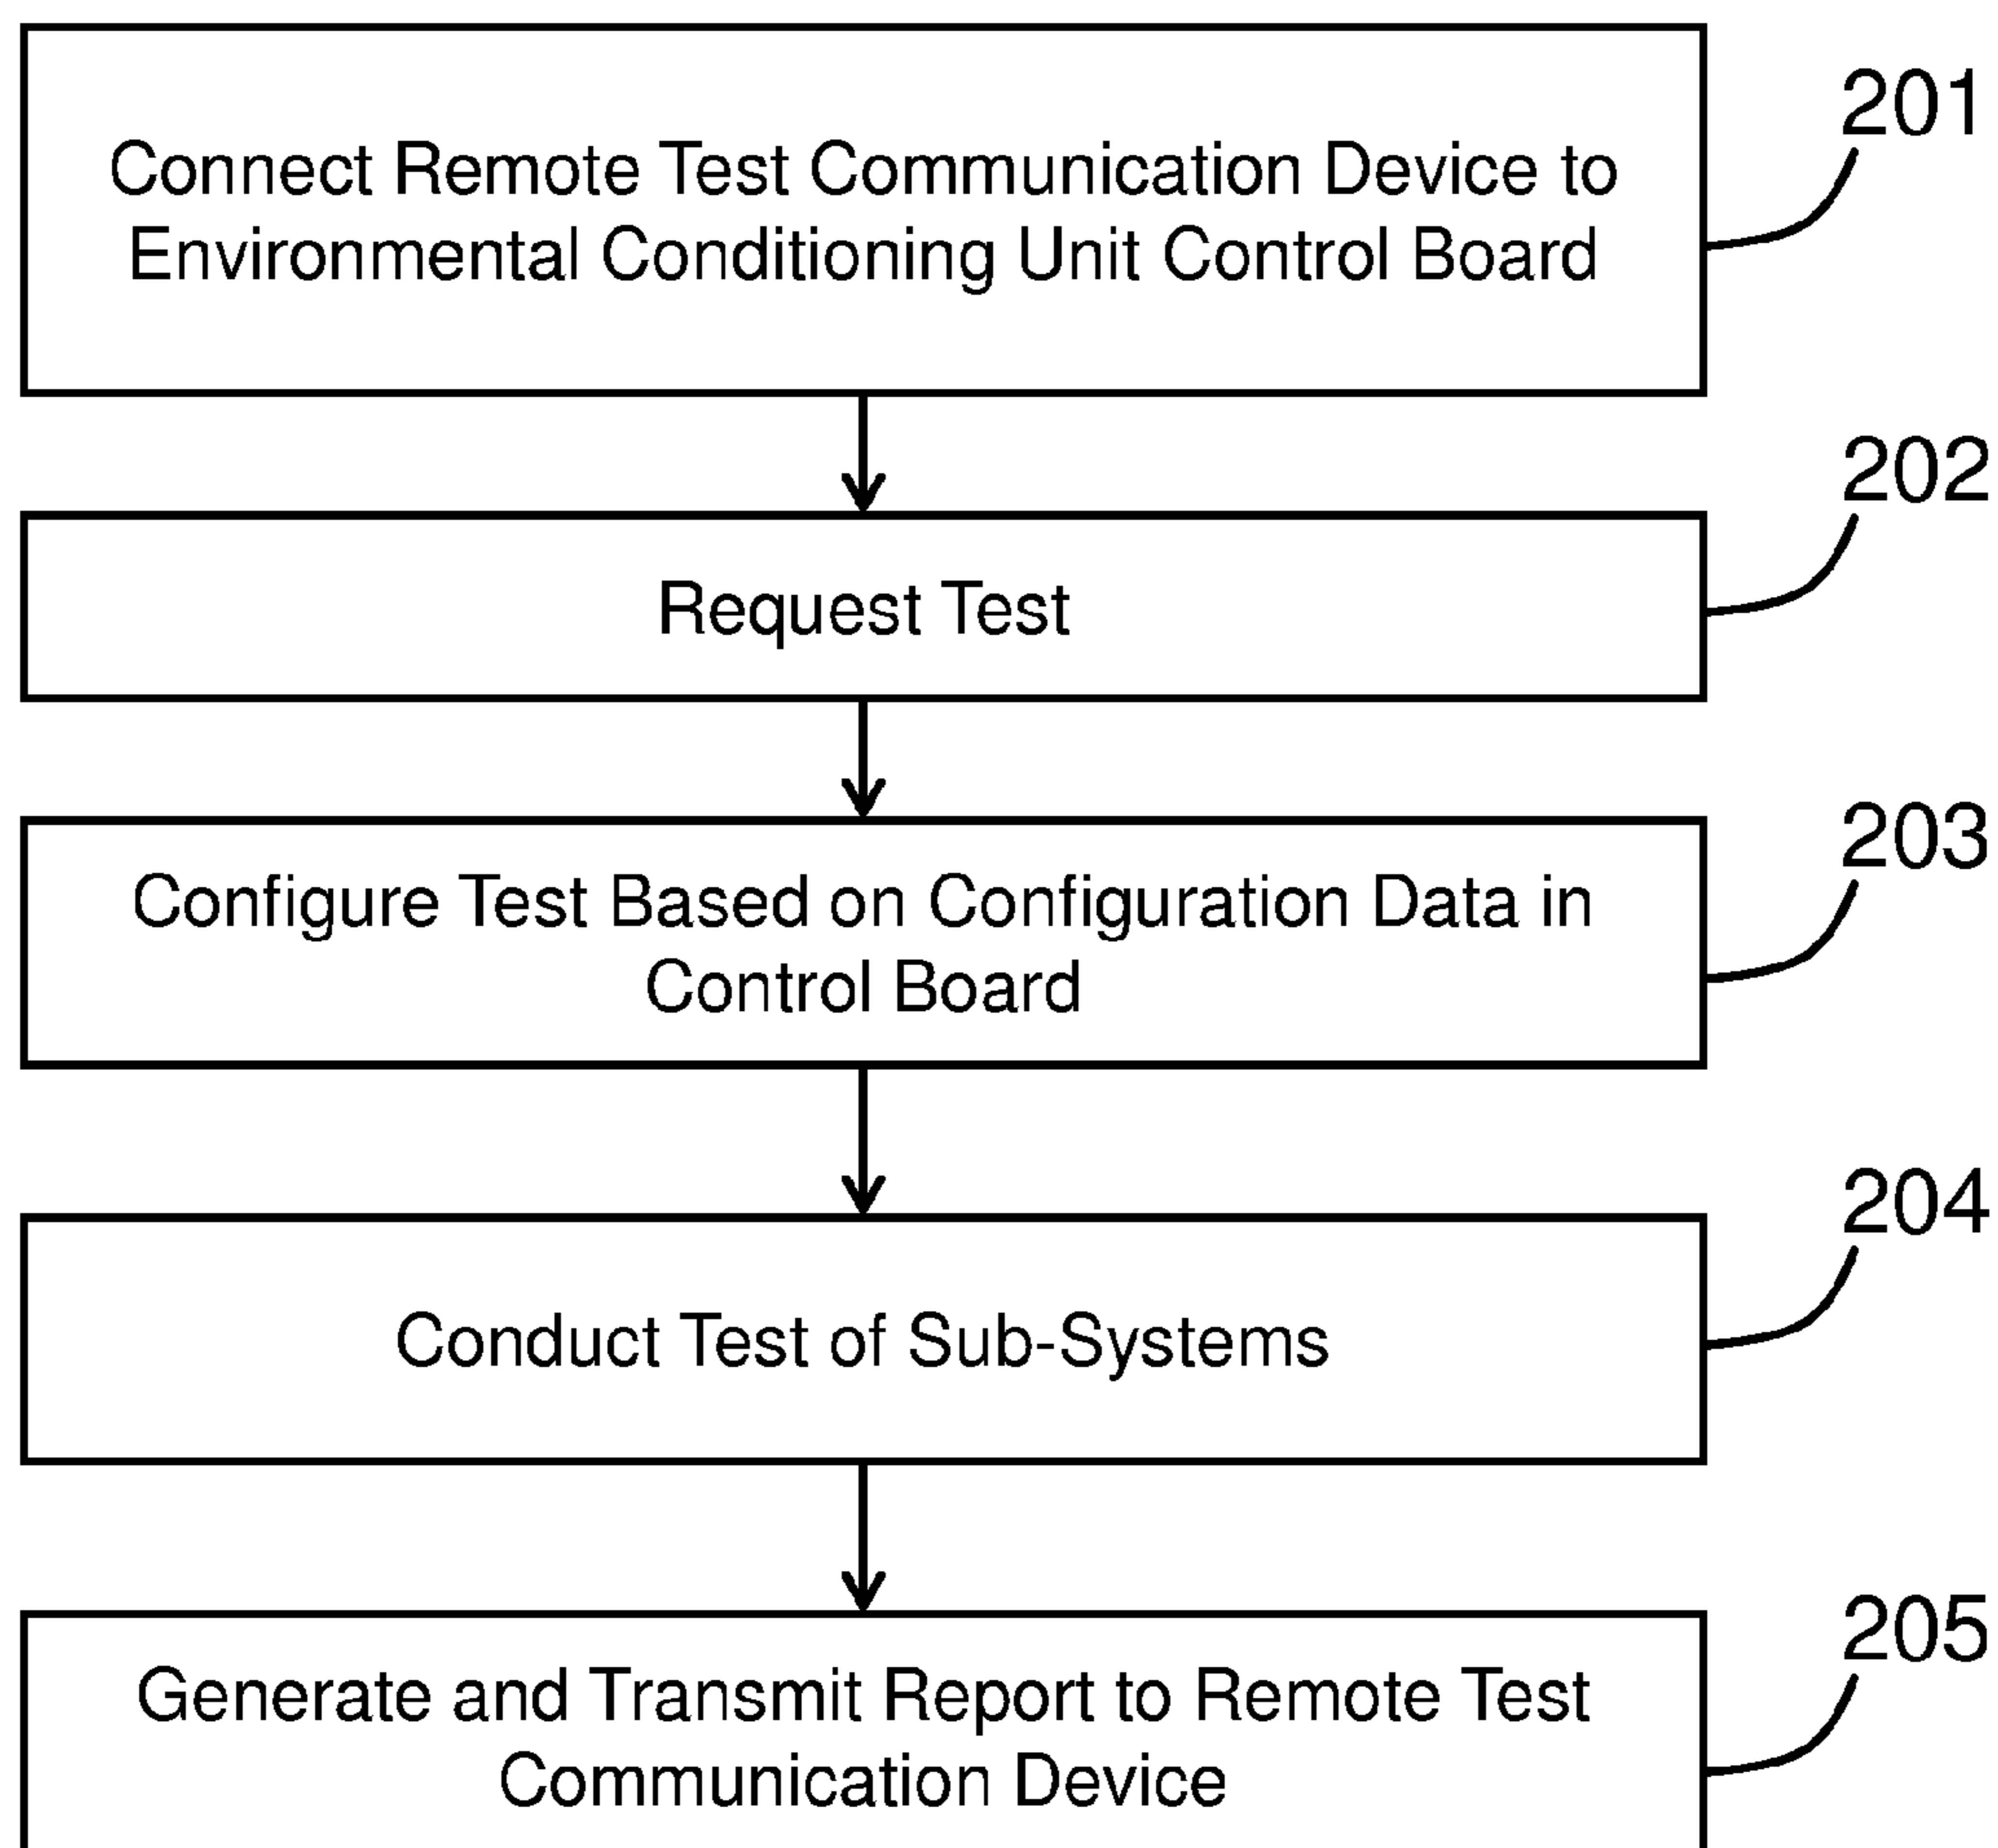 201
Connect Remote Test Communication Device to
Environmental Conditioning Unit Control Board
202
Request Test
203
Configure Test Based on Configuration Data in
Control Board
204
Conduct Test of Sub-Systems
205
Generate and Transmit Report to Remote Test
Communication Device